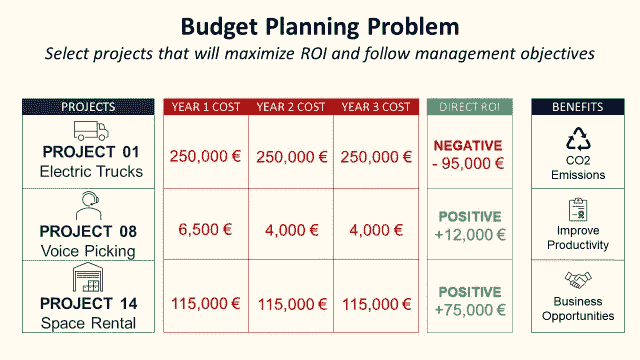 Budget Planning Problem
Select projects that will maximize ROI and follow management objectives
PROJECTS YEAR 1 COST YEAR 2 COST YEAR 3 COST DIRECT ROI BENEFITS
PROJECT 01
Electric Trucks
250,000 € 250,000 € 250,000 €
NEGATIVE
- 95,000 €
CO2
Emissions
PROJECT 08
Voice Picking
6,500 € 4,000 € 4,000 €
POSITIVE
+12,000 €
Improve
Productivity
PROJECT 14
Space Rental
115,000 € 115,000 € 115,000 €
POSITIVE
+75,000 €
Business
Opportunities